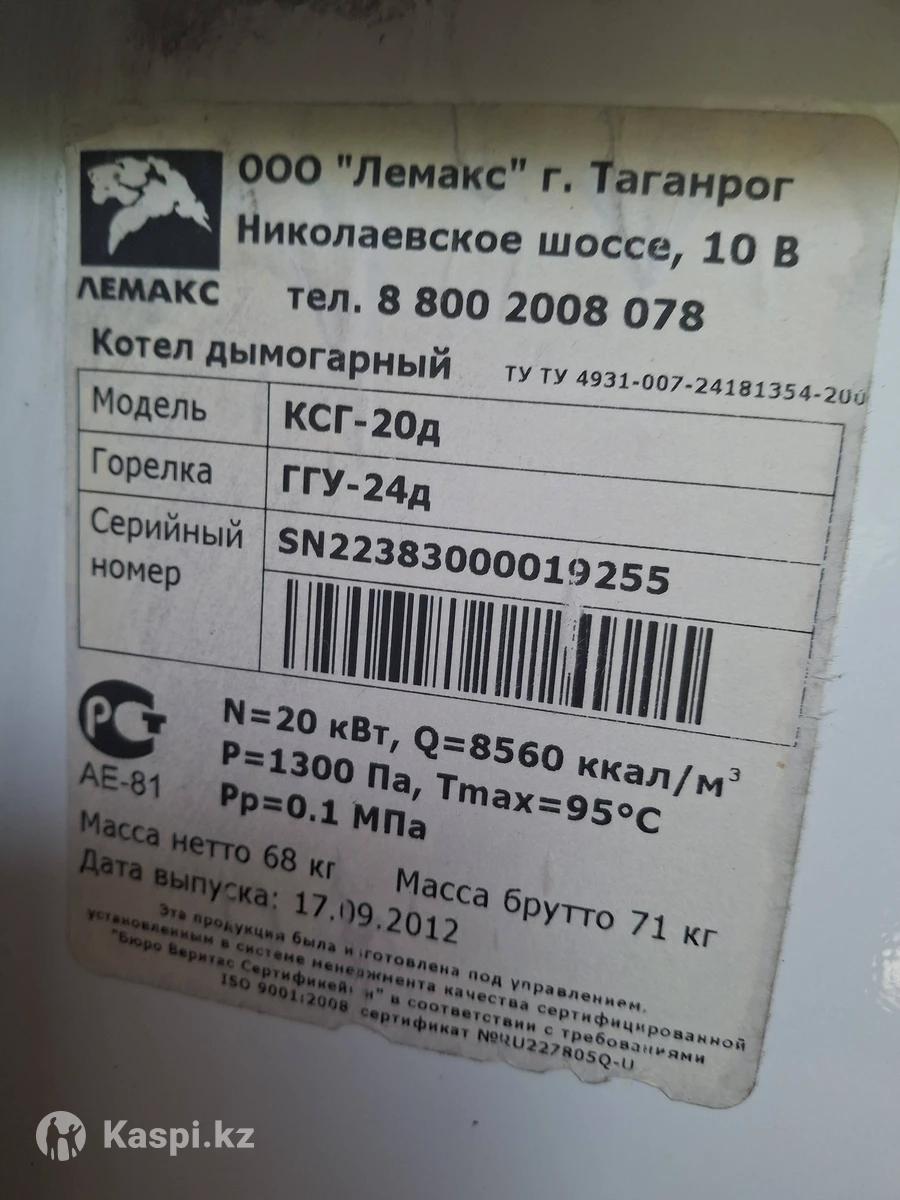 ООО "Лемакс" г. Таганрог
Николаевское шоссе, 10 В
ЛЕМАКС
тел. 8 800 2008 078
Котел дымогарный
ТУ ТУ 4931-007-24181354-200
Модель КСГ-20д
Горелка ГГУ-24д
Серийный номер SN22383000019255
РСТ
АЕ-81
N=20 кВт, Q=8560 ккал/м³
P=1300 Па, Tmax=95°C
Pp=0.1 МПа
Масса нетто 68 кг Масса брутто 71 кг
Дата выпуска: 17.09.2012
Эта продукция была изготовлена под управлением.
установленным в системе менеджмента качества сертифицированной
"Бюро Веритас Сертификейшн" в соответствии с требованиями
ISO 9001:2008 сертификат №RU227805Q-U
Kaspi.kz